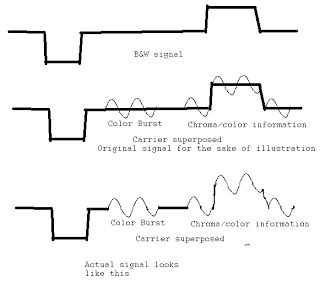 B&W signal
Color Burst
Chroma/color information
Carrier superposed
Original signal for the sake of illustration
Color Burst
Chroma/color information
Carrier superposed
Actual signal looks
like this